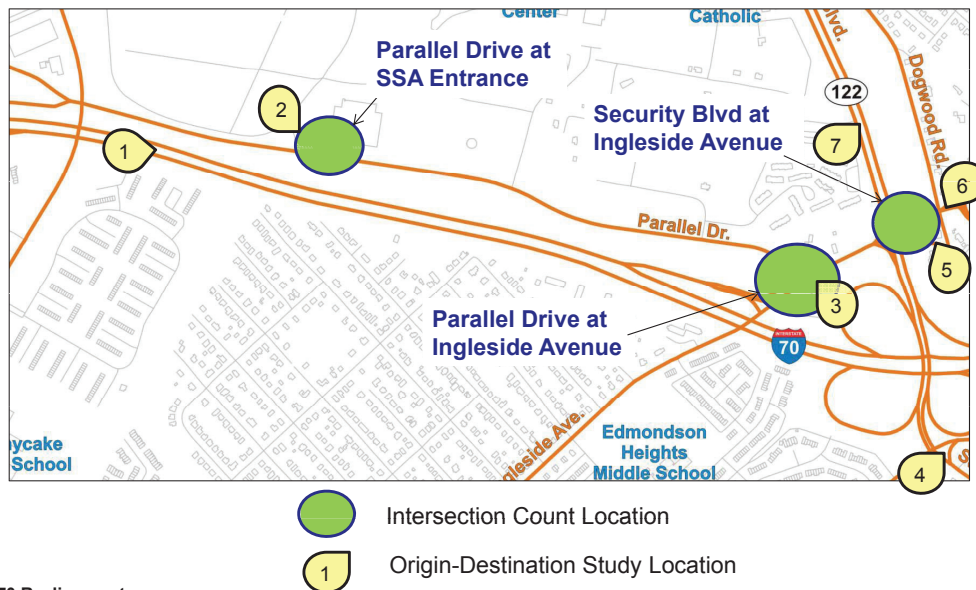 Center
Catholic
Blvd.
Parallel Drive at
SSA Entrance
Dogwood Rd.
122
2
Security Blvd at
Ingleside Avenue
1
7
6
Parallel Dr.
5
3
Parallel Drive at
Ingleside Avenue
INTERSTATE
70
Ingleside Ave.
Edmondson
Heights
Middle School
ycake
School
4
S
Intersection Count Location
1
Origin-Destination Study Location